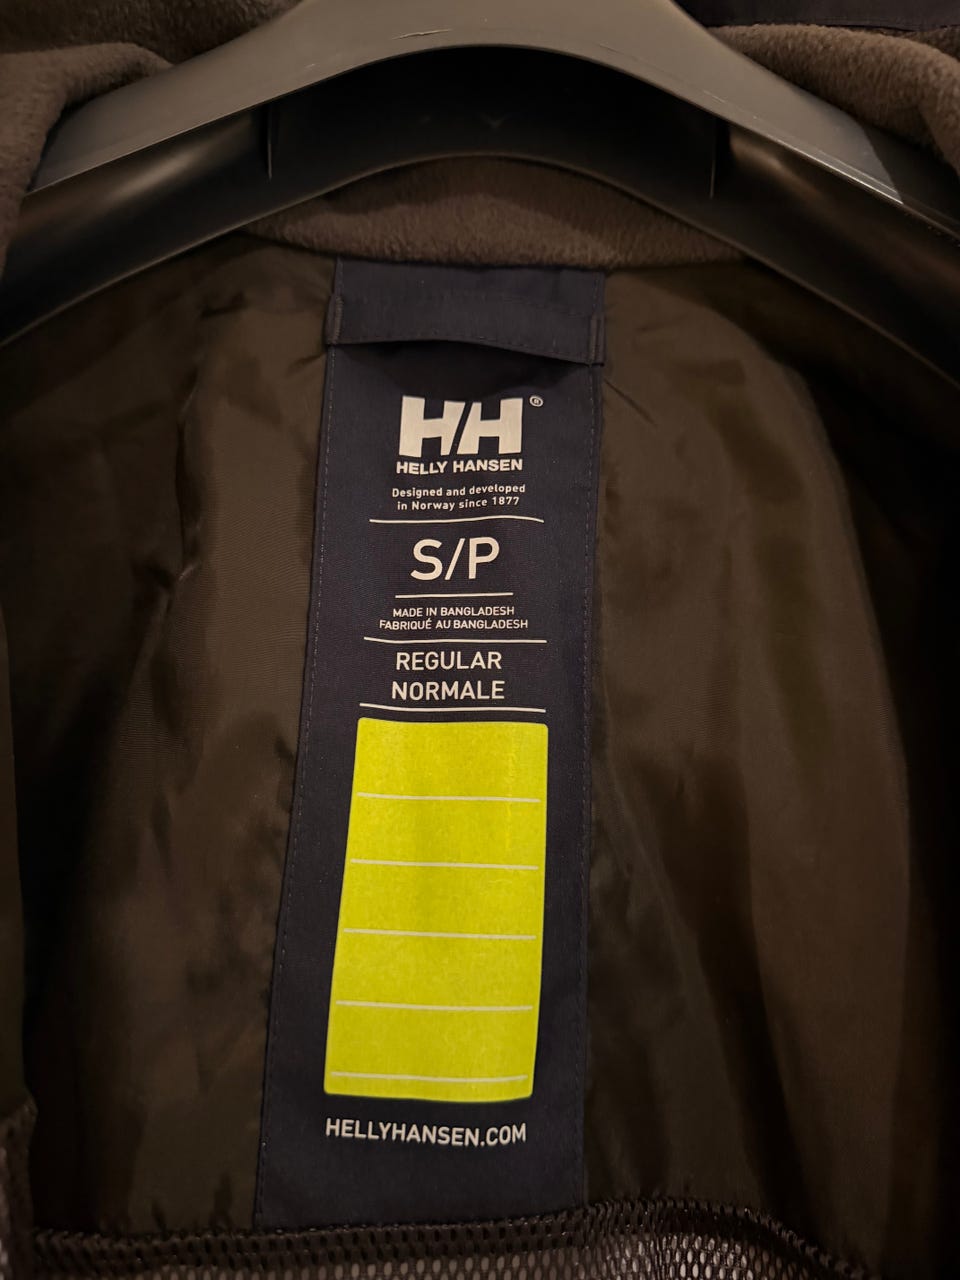 HH®
HELLY HANSEN
Designed and developed
in Norway since 1877
S/P
MADE IN BANGLADESH
FABRIQUÉ AU BANGLADESH
REGULAR
NORMALE
HELLYHANSEN.COM